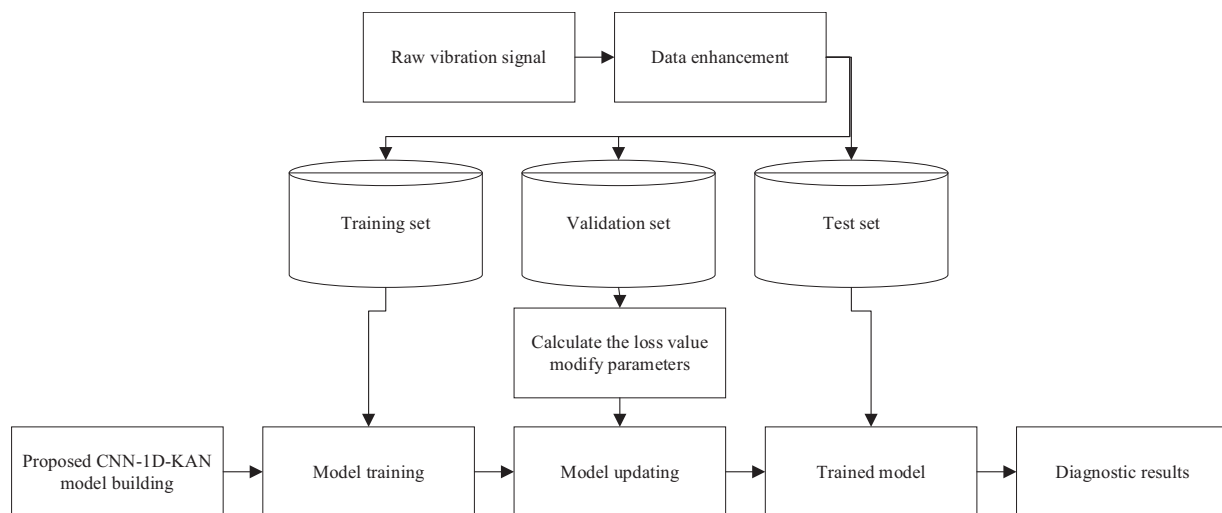 Raw vibration signal
Data enhancement
Training set
Validation set
Test set
Calculate the loss value
modify parameters
Proposed CNN-1D-KAN
model building
Model training
Model updating
Trained model
Diagnostic results